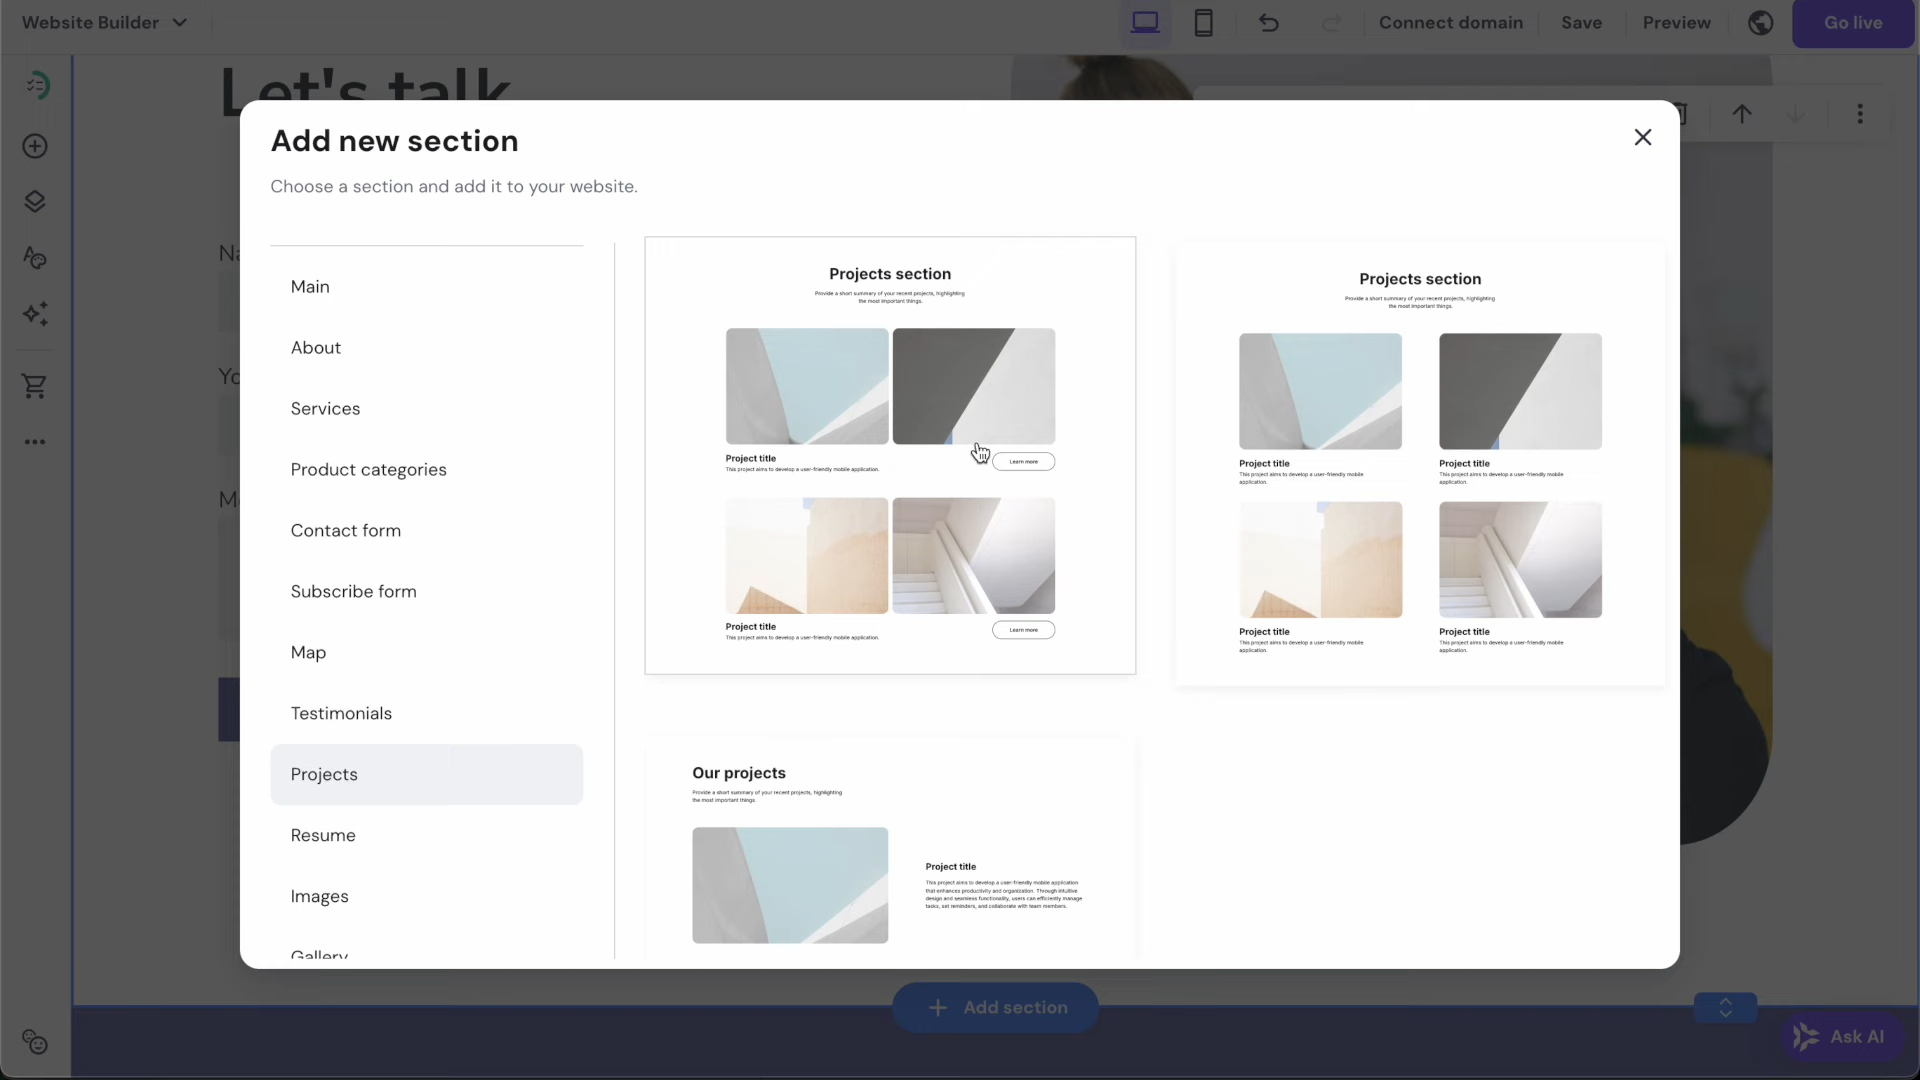 Website Builder
Connect domain
Save
Preview
Go live
Let's talk
Add new section
Choose a section and add it to your website.
Main
About
Services
Product categories
Contact form
Subscribe form
Map
Testimonials
Projects
Resume
Images
Gallery
Projects section
Provide a short summary of your recent projects, highlighting
the most important things.
Project title
This project aims to develop a user-friendly mobile application.
Learn more
Project title
This project aims to develop a user-friendly mobile application.
Learn more
Projects section
Provide a short summary of your recent projects, highlighting
the most important things.
Project title
This project aims to develop a user-friendly mobile
application.
Project title
This project aims to develop a user-friendly mobile
application.
Project title
This project aims to develop a user-friendly mobile
application.
Project title
This project aims to develop a user-friendly mobile
application.
Our projects
Provide a short summary of your recent projects, highlighting
the most important things.
Project title
This project aims to develop a user-friendly mobile application
that enhances productivity and organization. Through intuitive
design and seamless functionality, users can efficiently manage
tasks, set reminders, and collaborate with team members.
Add section
Ask AI